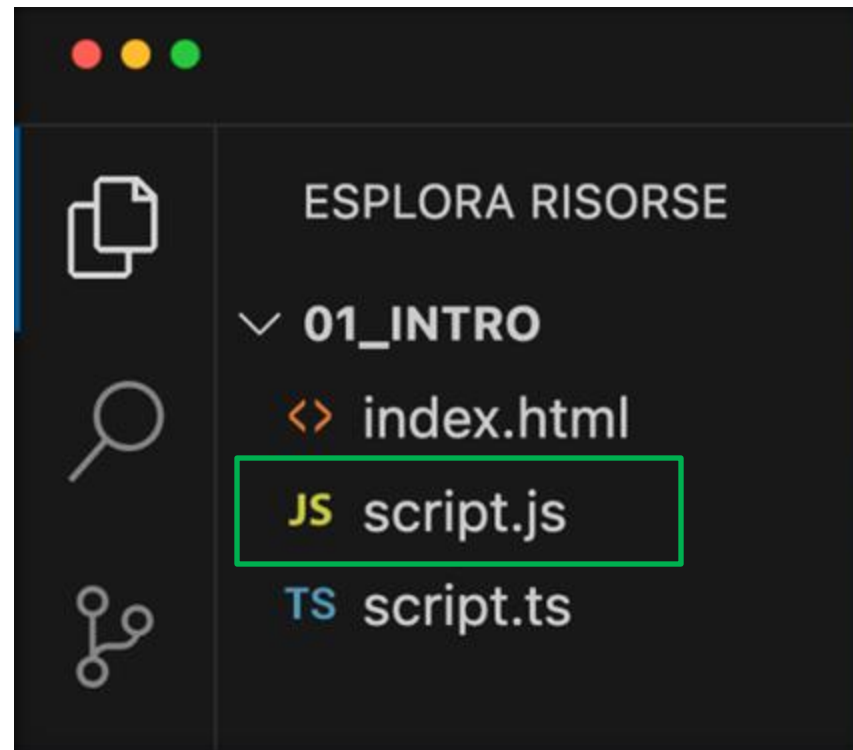 ESPLORA RISORSE
01_INTRO
<> index.html
JS script.js
TS script.ts